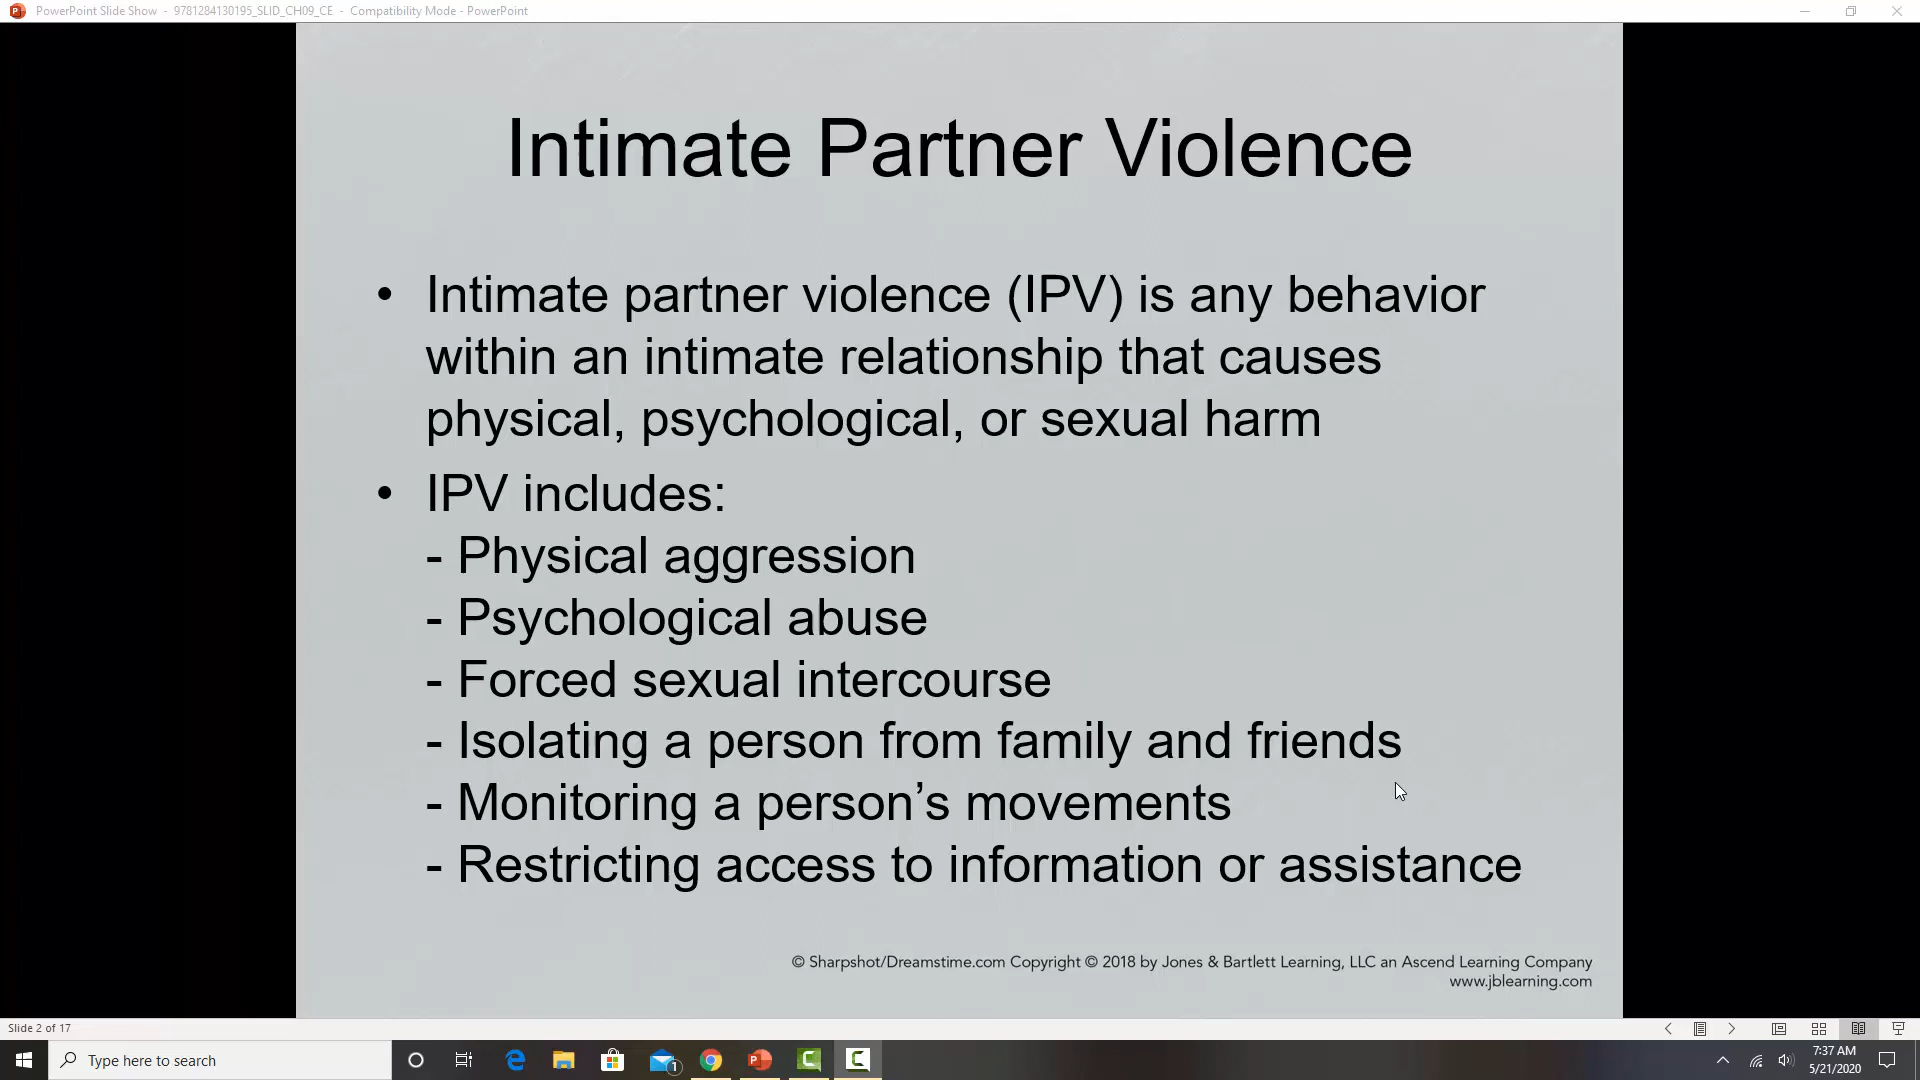 PowerPoint Slide Show - 9781284130195_SLID_CH09_CE - Compatibility Mode - PowerPoint
Intimate Partner Violence
• Intimate partner violence (IPV) is any behavior
within an intimate relationship that causes
physical, psychological, or sexual harm
• IPV includes:
- Physical aggression
- Psychological abuse
- Forced sexual intercourse
- Isolating a person from family and friends
- Monitoring a person’s movements
- Restricting access to information or assistance
© Sharpshot/Dreamstime.com Copyright © 2018 by Jones & Bartlett Learning, LLC an Ascend Learning Company
www.jblearning.com
Slide 2 of 17
Type here to search
1
7:37 AM
5/21/2020